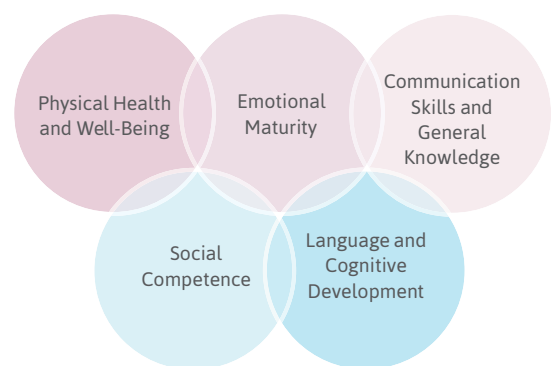 Physical Health
and Well-Being
Emotional
Maturity
Communication
Skills and
General
Knowledge
Social
Competence
Language and
Cognitive
Development